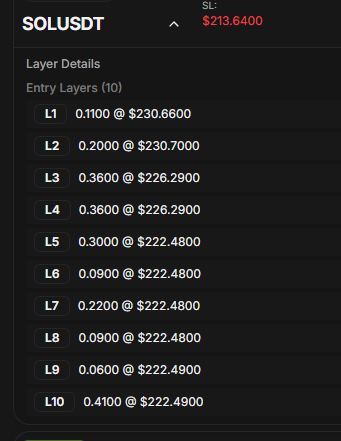 SL:
SOLUSDT
$213.6400
Layer Details
Entry Layers (10)
L1 0.1100 @ $230.6600
L2 0.2000 @ $230.7000
L3 0.3600 @ $226.2900
L4 0.3600 @ $226.2900
L5 0.3000 @ $222.4800
L6 0.0900 @ $222.4800
L7 0.2200 @ $222.4800
L8 0.0900 @ $222.4800
L9 0.0600 @ $222.4900
L10 0.4100 @ $222.4900